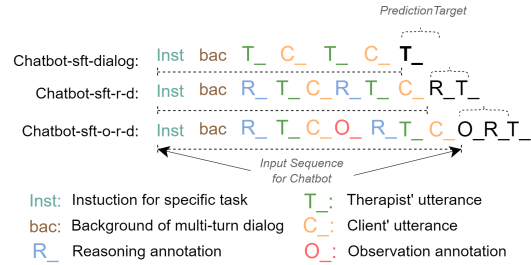 PredictionTarget
Chatbot-sft-dialog: Inst bac T_ C_ T_ C_ T_
Chatbot-sft-r-d: Inst bac R_ T_ C_ R_ T_ C_ R_T_
Chatbot-sft-o-r-d: Inst bac R_ T_ C_ O_ R_ T_ C_ O_R_T_
Input Sequence
for Chatbot
Inst: Instuction for specific task T_: Therapist' utterance
bac: Background of multi-turn dialog C_: Client' utterance
R_ Reasoning annotation O_: Observation annotation